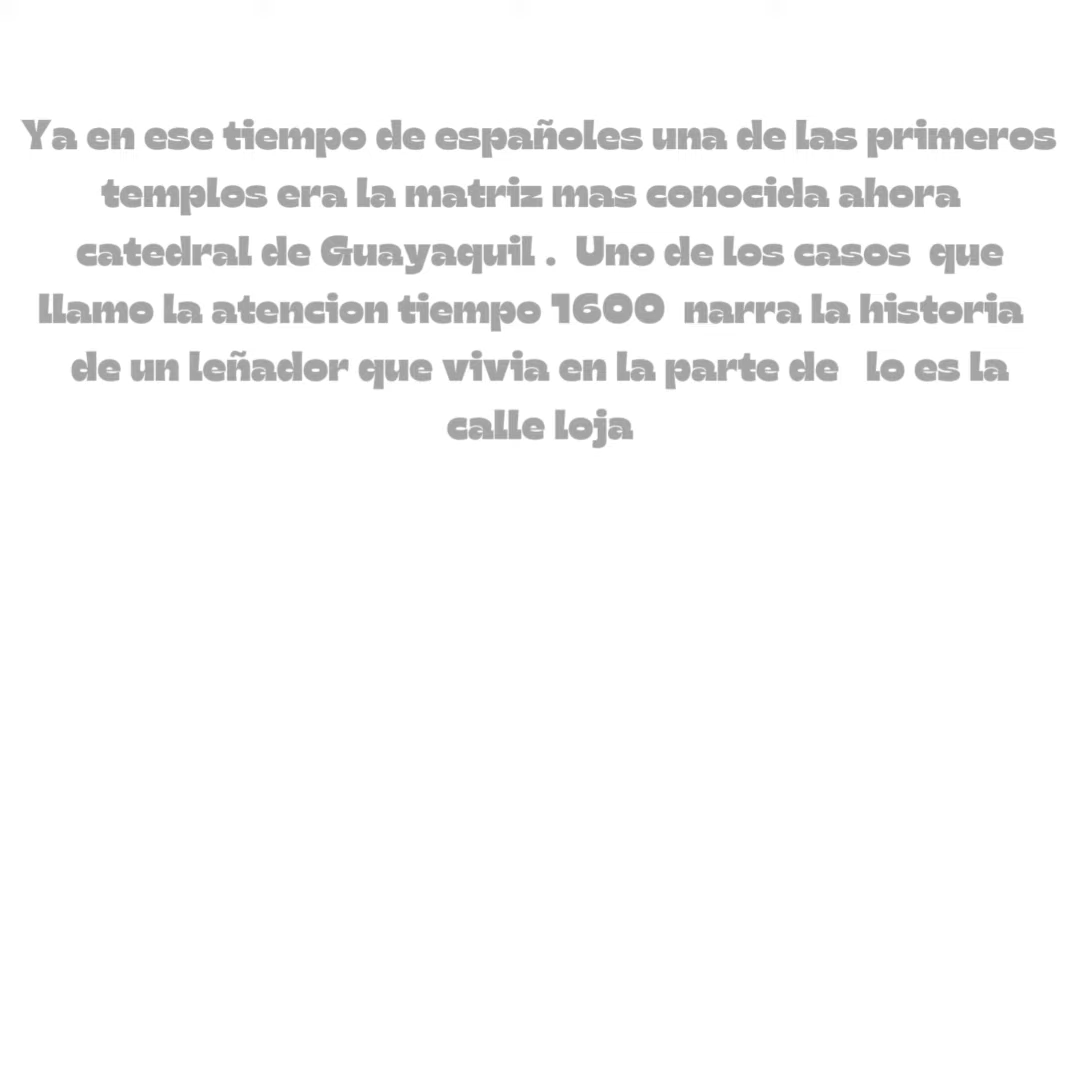 Ya en ese tiempo de españoles una de las primeros
templos era la matriz mas conocida ahora
catedral de Guayaquil . Uno de los casos que
llamo la atencion tiempo 1600 narra la historia
de un leñador que vivia en la parte de lo es la
calle loja